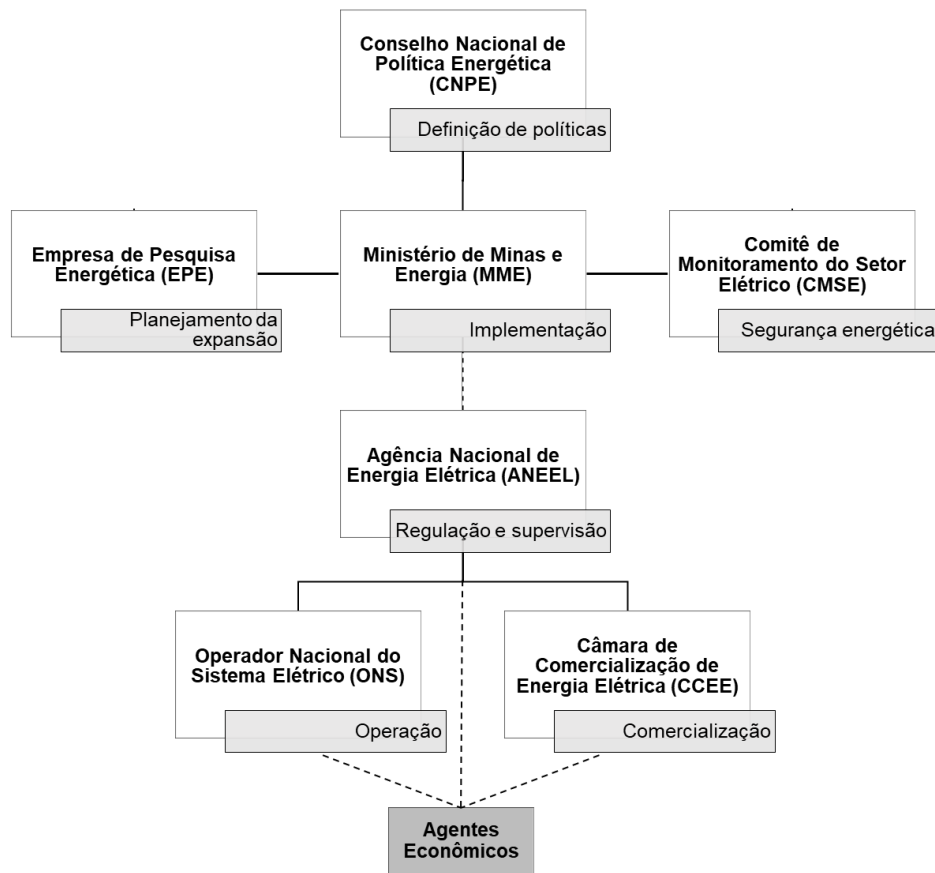 Conselho Nacional de
Política Energética
(CNPE)
Definição de políticas
Empresa de Pesquisa
Energética (EPE)
Planejamento da
expansão
Ministério de Minas e
Energia (MME)
Implementação
Comitê de
Monitoramento do Setor
Elétrico (CMSE)
Segurança energética
Agência Nacional de
Energia Elétrica (ANEEL)
Regulação e supervisão
Operador Nacional do
Sistema Elétrico (ONS)
Operação
Câmara de
Comercialização de
Energia Elétrica (CCEE)
Comercialização
Agentes
Econômicos